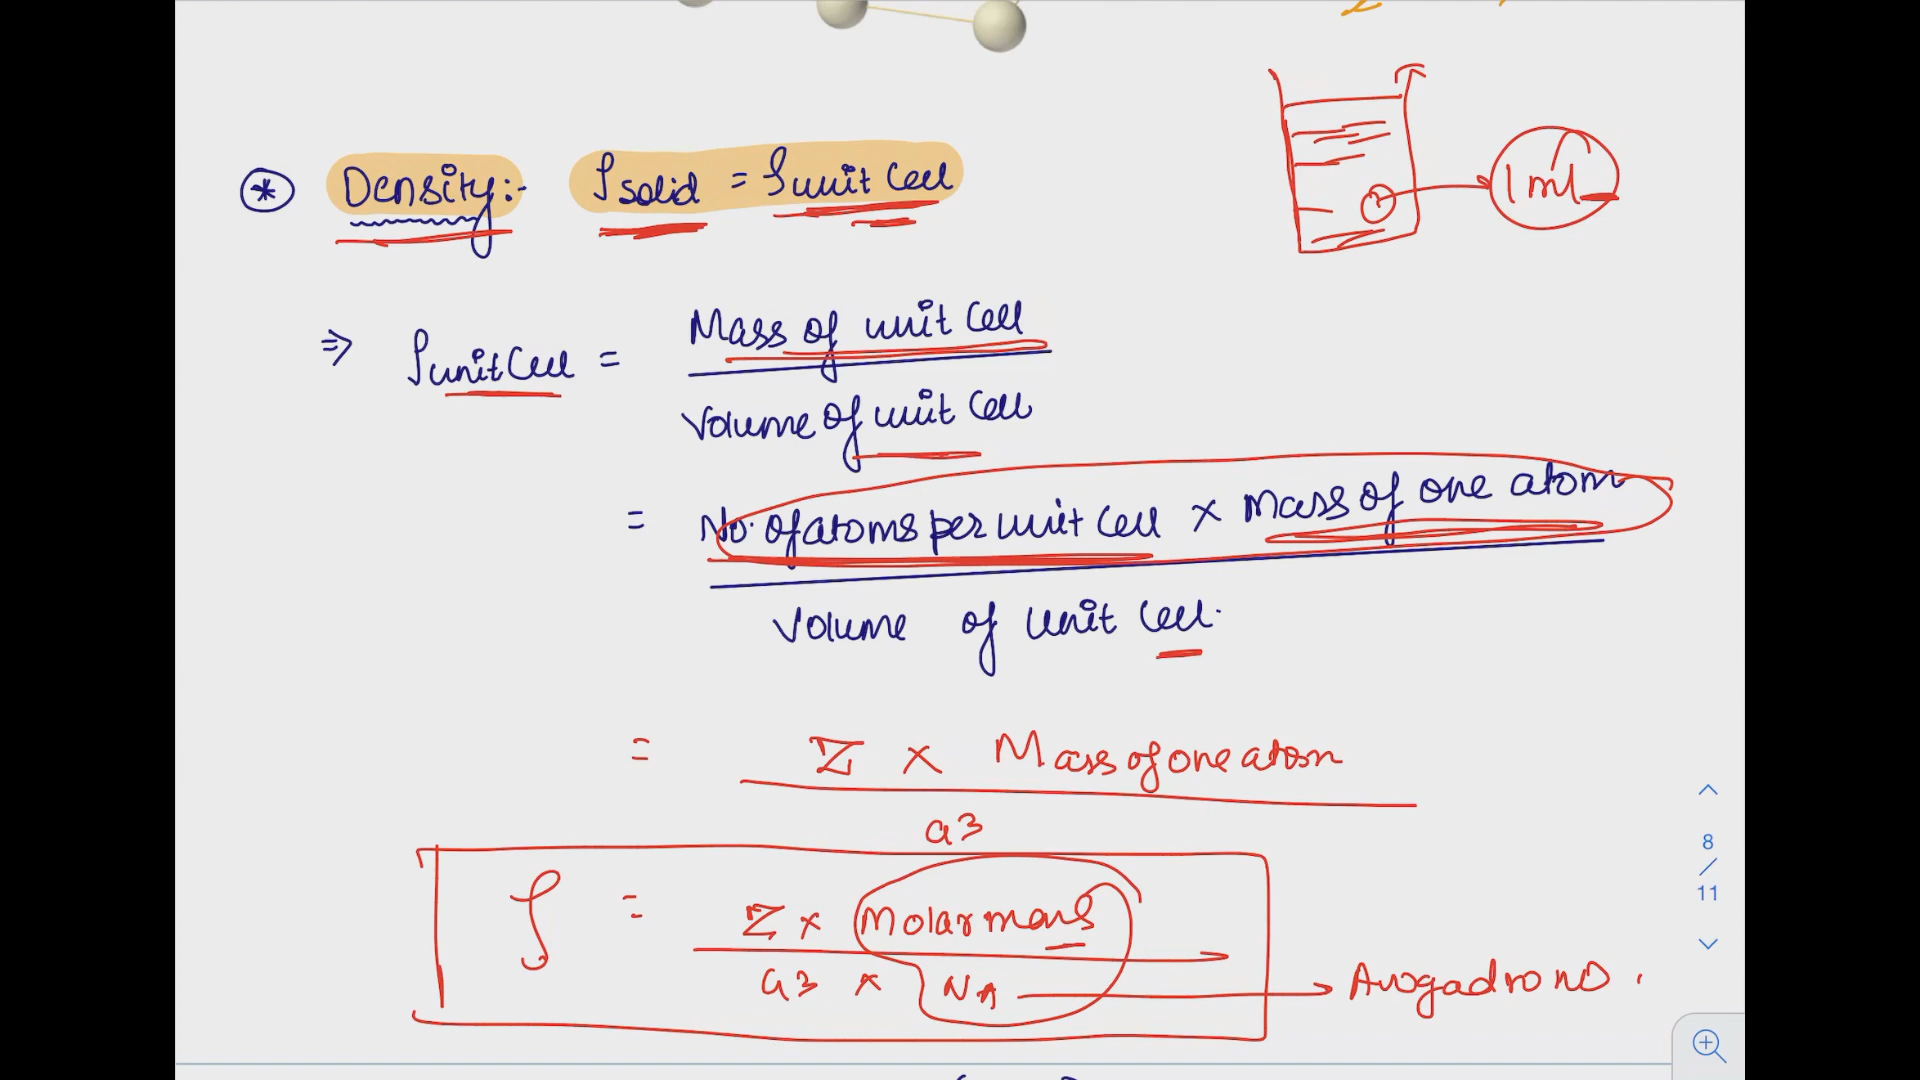 1 ml
* Density:- ρsolid = ρunit Cell
⇒ ρunit Cell = Mass of unit Cell
Volume of unit Cell
= No. of atoms per unit Cell × Mass of one atom
Volume of unit Cell.
= Z × Mass of one atom
a3
ρ = Z × Molar mass
a3 × NA → Avogadro no.
8
/
11